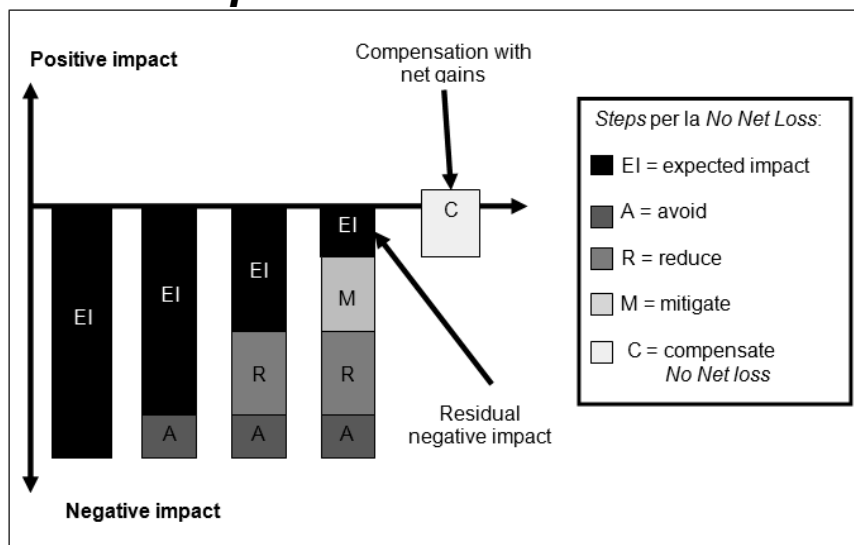 Positive impact
Compensation with
net gains
Steps per la No Net Loss:
EI = expected impact
A = avoid
R = reduce
M = mitigate
C = compensate
No Net loss
EI
EI
A
EI
R
A
EI
M
R
A
C
Residual
negative impact
Negative impact